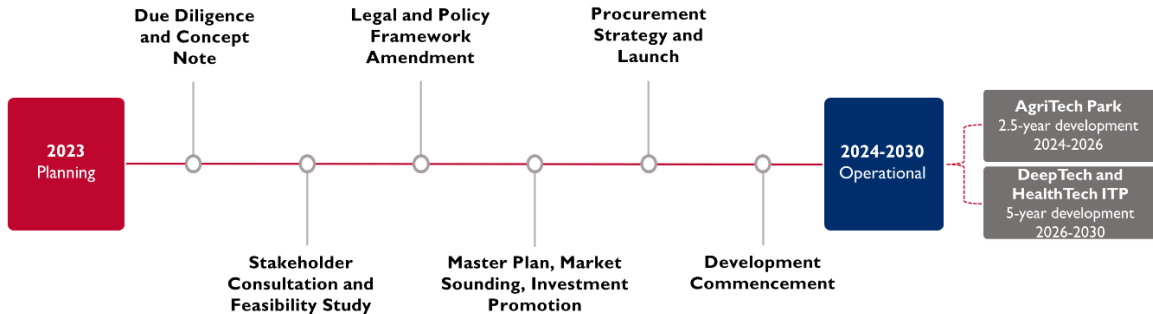 2023
Planning
Due Diligence
and Concept
Note
Stakeholder
Consultation and
Feasibility Study
Legal and Policy
Framework
Amendment
Master Plan, Market
Sounding, Investment
Promotion
Procurement
Strategy and
Launch
Development
Commencement
2024-2030
Operational
AgriTech Park
2.5-year development
2024-2026
DeepTech and
HealthTech ITP
5-year development
2026-2030